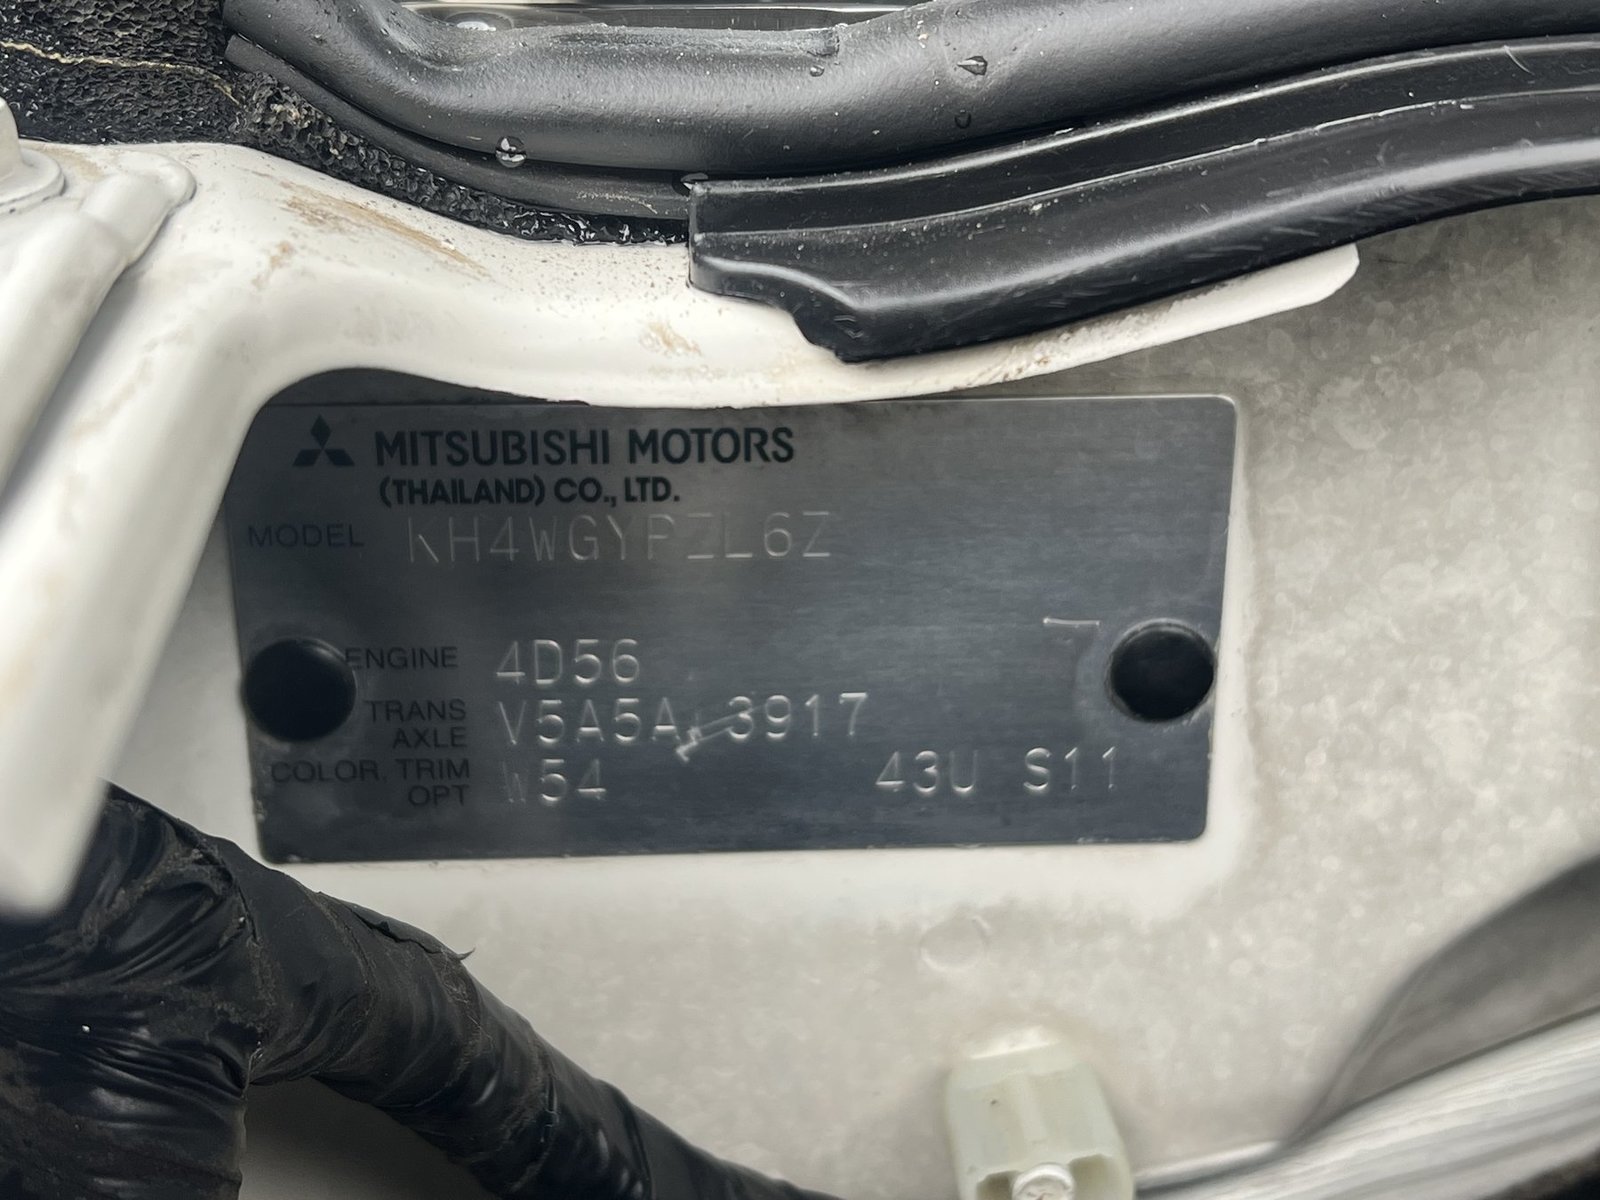 MITSUBISHI MOTORS
(THAILAND) CO., LTD.
MODEL KH4WGYPZL6Z
ENGINE 4D56
TRANS AXLE V5A5A 3917
COLOR, TRIM OPT W54 43U S11